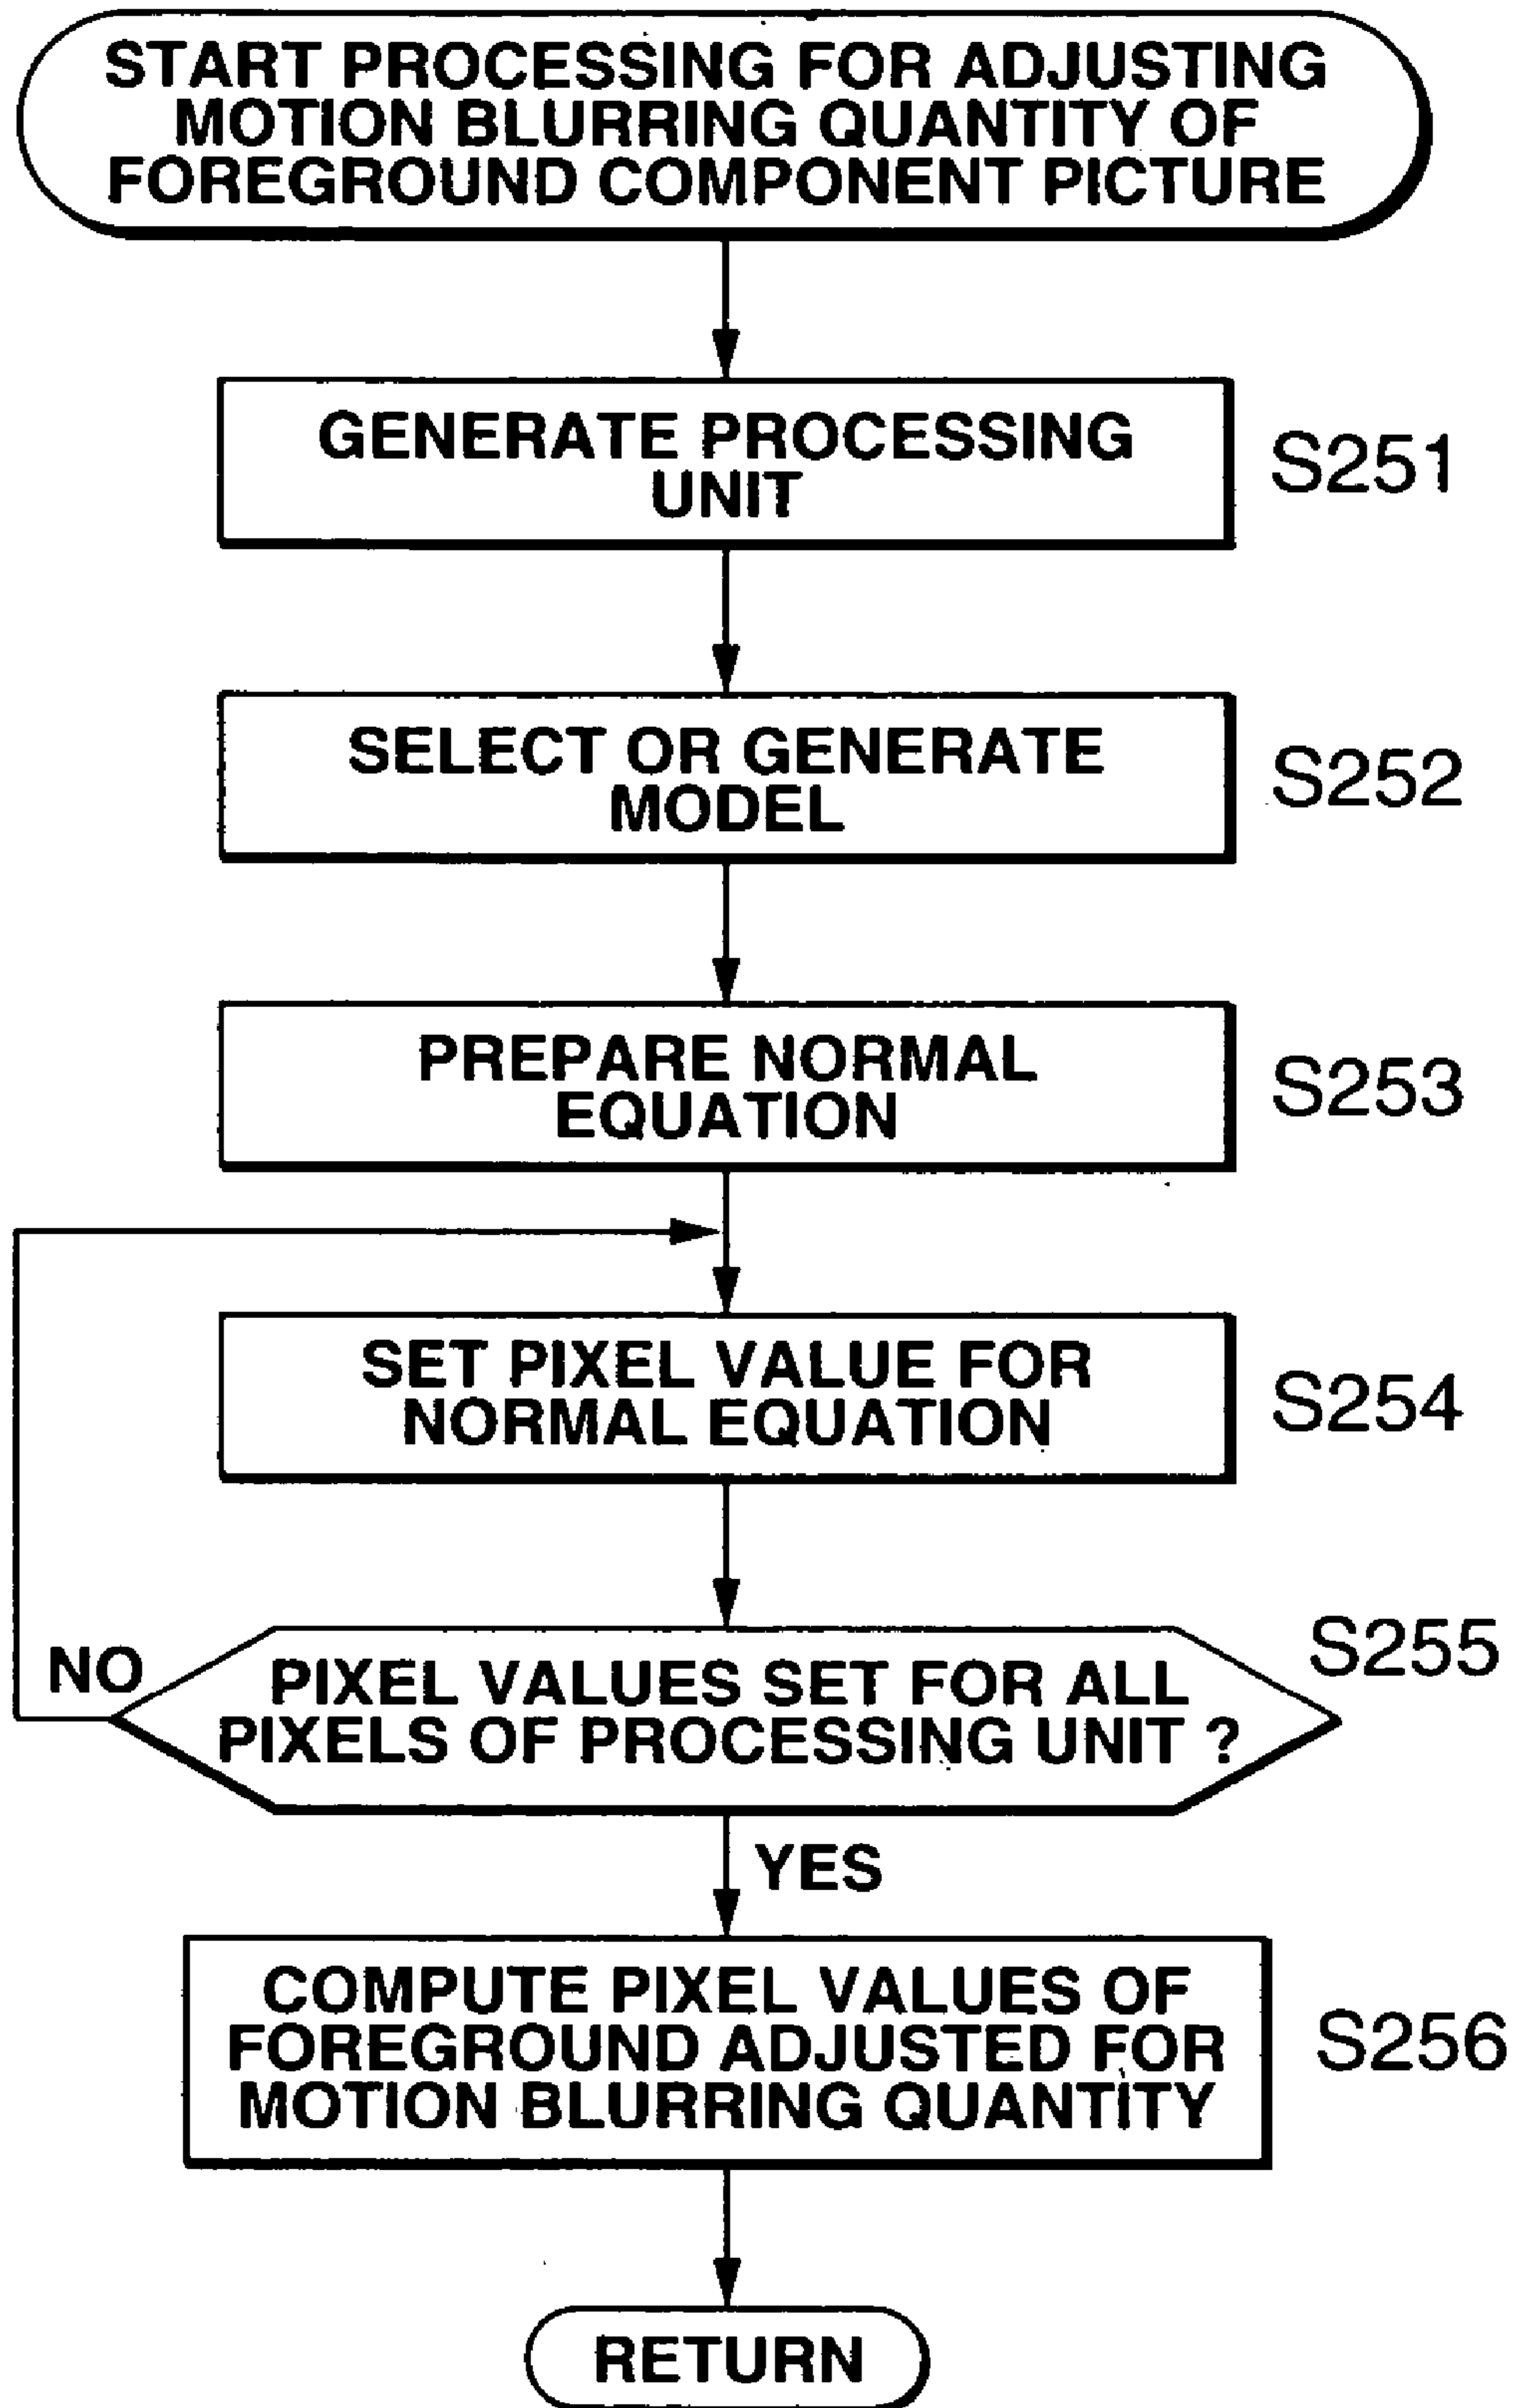 START PROCESSING FOR ADJUSTING
MOTION BLURRING QUANTITY OF
FOREGROUND COMPONENT PICTURE
GENERATE PROCESSING
UNIT
S251
SELECT OR GENERATE
MODEL
S252
PREPARE NORMAL
EQUATION
S253
SET PIXEL VALUE FOR
NORMAL EQUATION
S254
S255
NO
PIXEL VALUES SET FOR ALL
PIXELS OF PROCESSING UNIT ?
YES
COMPUTE PIXEL VALUES OF
FOREGROUND ADJUSTED FOR
MOTION BLURRING QUANTITY
S256
RETURN